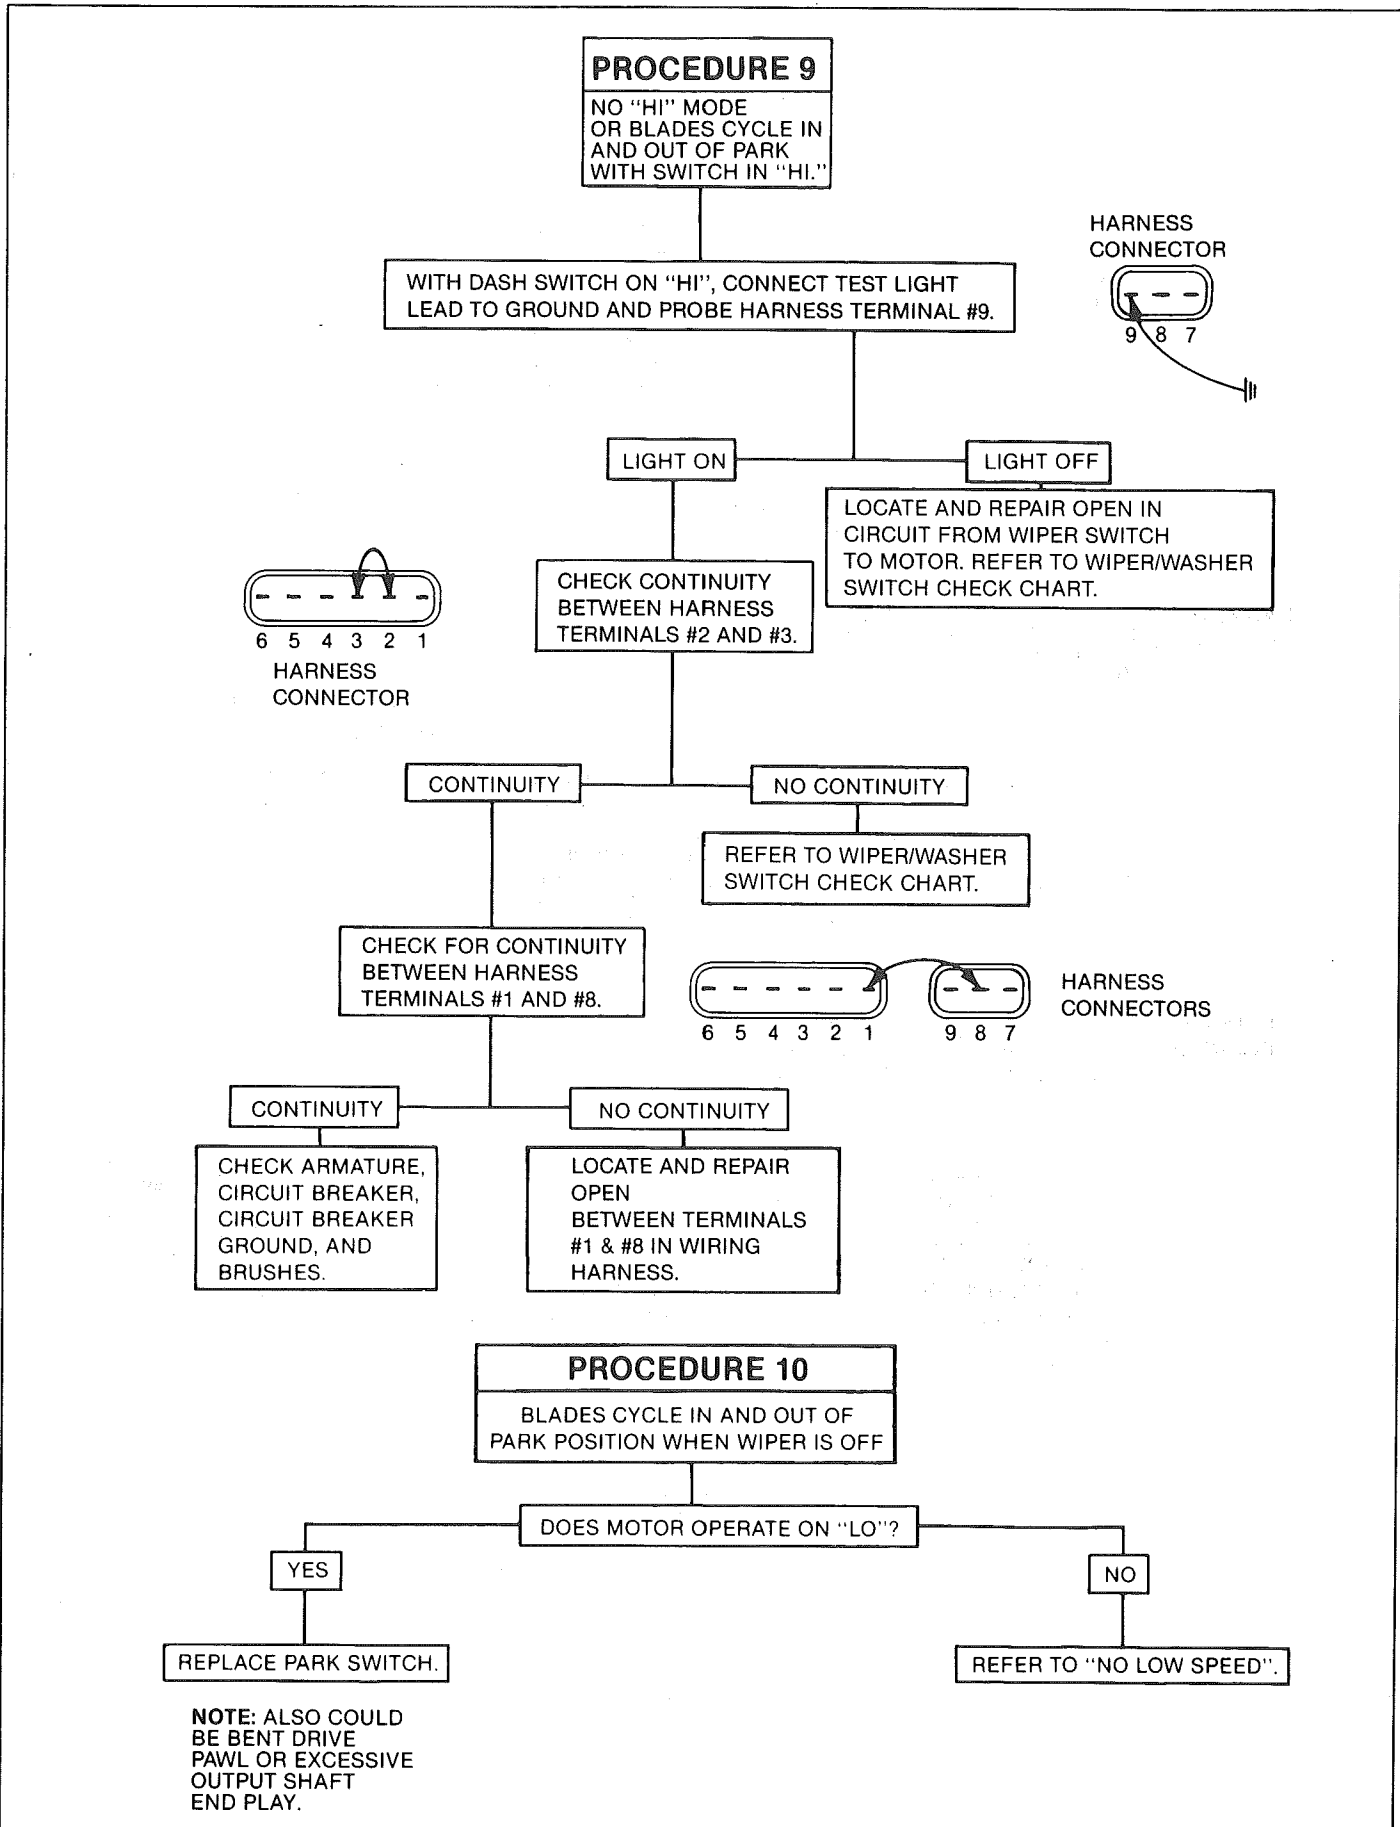 PROCEDURE 9
NO "HI" MODE
OR BLADES CYCLE IN
AND OUT OF PARK
WITH SWITCH IN "HI."
HARNESS
CONNECTOR
9 8 7
WITH DASH SWITCH ON "HI", CONNECT TEST LIGHT
LEAD TO GROUND AND PROBE HARNESS TERMINAL #9.
LIGHT ON
LIGHT OFF
LOCATE AND REPAIR OPEN IN
CIRCUIT FROM WIPER SWITCH
TO MOTOR. REFER TO WIPER/WASHER
SWITCH CHECK CHART.
6 5 4 3 2 1
HARNESS
CONNECTOR
CHECK CONTINUITY
BETWEEN HARNESS
TERMINALS #2 AND #3.
CONTINUITY
NO CONTINUITY
REFER TO WIPER/WASHER
SWITCH CHECK CHART.
CHECK FOR CONTINUITY
BETWEEN HARNESS
TERMINALS #1 AND #8.
6 5 4 3 2 1
9 8 7
HARNESS
CONNECTORS
CONTINUITY
NO CONTINUITY
CHECK ARMATURE,
CIRCUIT BREAKER,
CIRCUIT BREAKER
GROUND, AND
BRUSHES.
LOCATE AND REPAIR
OPEN
BETWEEN TERMINALS
#1 & #8 IN WIRING
HARNESS.
PROCEDURE 10
BLADES CYCLE IN AND OUT OF
PARK POSITION WHEN WIPER IS OFF
DOES MOTOR OPERATE ON "LO"?
YES
NO
REPLACE PARK SWITCH.
REFER TO "NO LOW SPEED".
NOTE: ALSO COULD
BE BENT DRIVE
PAWL OR EXCESSIVE
OUTPUT SHAFT
END PLAY.